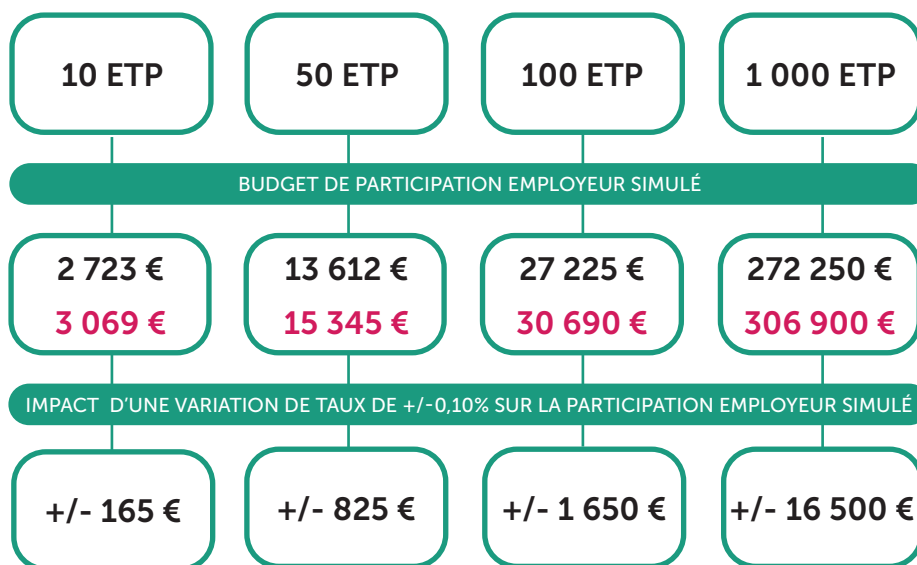 10 ETP
50 ETP
100 ETP
1 000 ETP
BUDGET DE PARTICIPATION EMPLOYEUR SIMULÉ
2 723 €
3 069 €
13 612 €
15 345 €
27 225 €
30 690 €
272 250 €
306 900 €
IMPACT D'UNE VARIATION DE TAUX DE +/-0,10% SUR LA PARTICIPATION EMPLOYEUR SIMULÉ
+/- 165 €
+/- 825 €
+/- 1 650 €
+/- 16 500 €